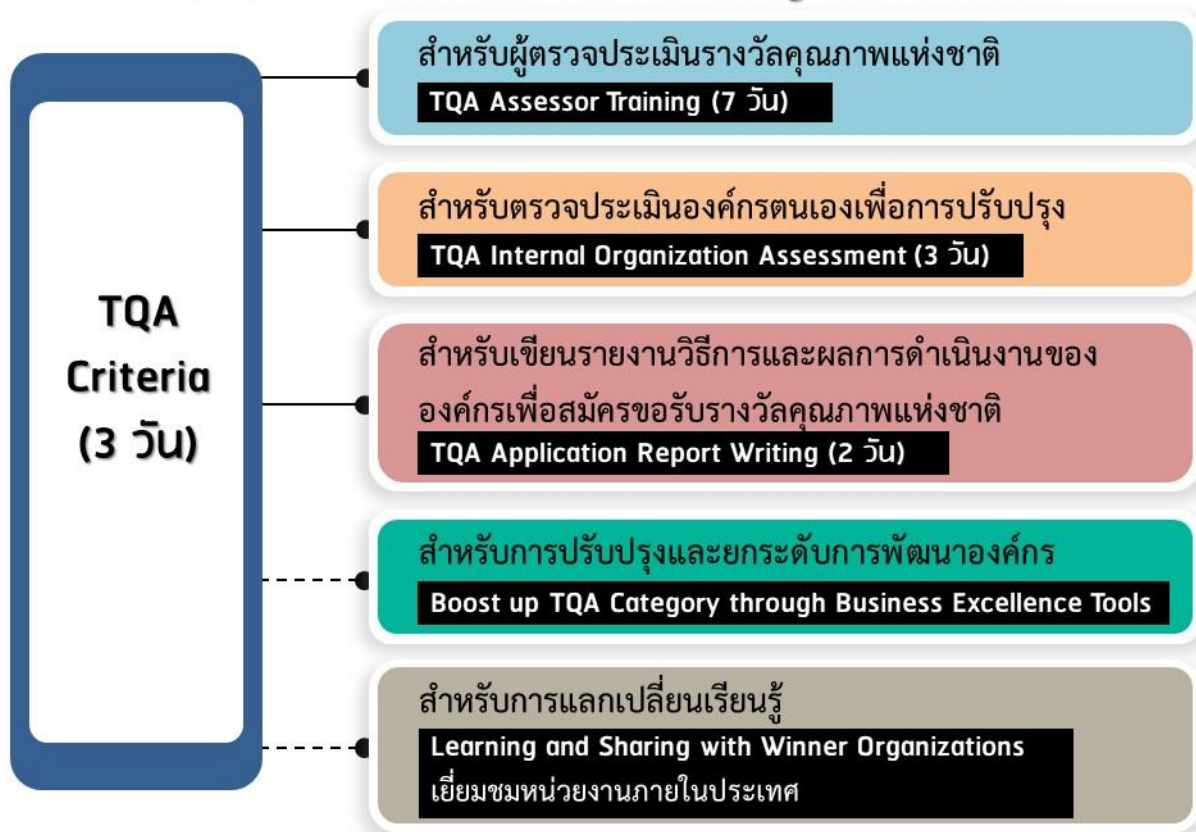 TQA
Criteria
(3 วัน)
สำหรับผู้ตรวจประเมินรางวัลคุณภาพแห่งชาติ
TQA Assessor Training (7 วัน)
สำหรับตรวจประเมินองค์กรตนเองเพื่อการปรับปรุง
TQA Internal Organization Assessment (3 วัน)
สำหรับเขียนรายงานวิธีการและผลการดำเนินงานของ
องค์กรเพื่อสมัครขอรับรางวัลคุณภาพแห่งชาติ
TQA Application Report Writing (2 วัน)
สำหรับการปรับปรุงและยกระดับการพัฒนาองค์กร
Boost up TQA Category through Business Excellence Tools
สำหรับการแลกเปลี่ยนเรียนรู้
Learning and Sharing with Winner Organizations
เยี่ยมชมหน่วยงานภายในประเทศ